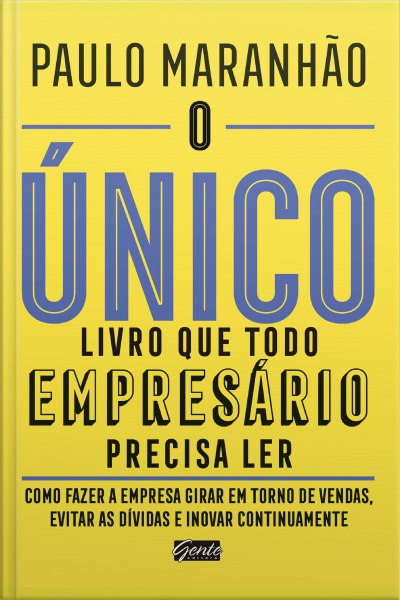 PAULO MARANHÃO
O
ÚNICO
LIVRO QUE TODO
EMPRESÁRIO
PRECISA LER
COMO FAZER A EMPRESA GIRAR EM TORNO DE VENDAS,
EVITAR AS DÍVIDAS E INOVAR CONTINUAMENTE
Gente
EDITORA